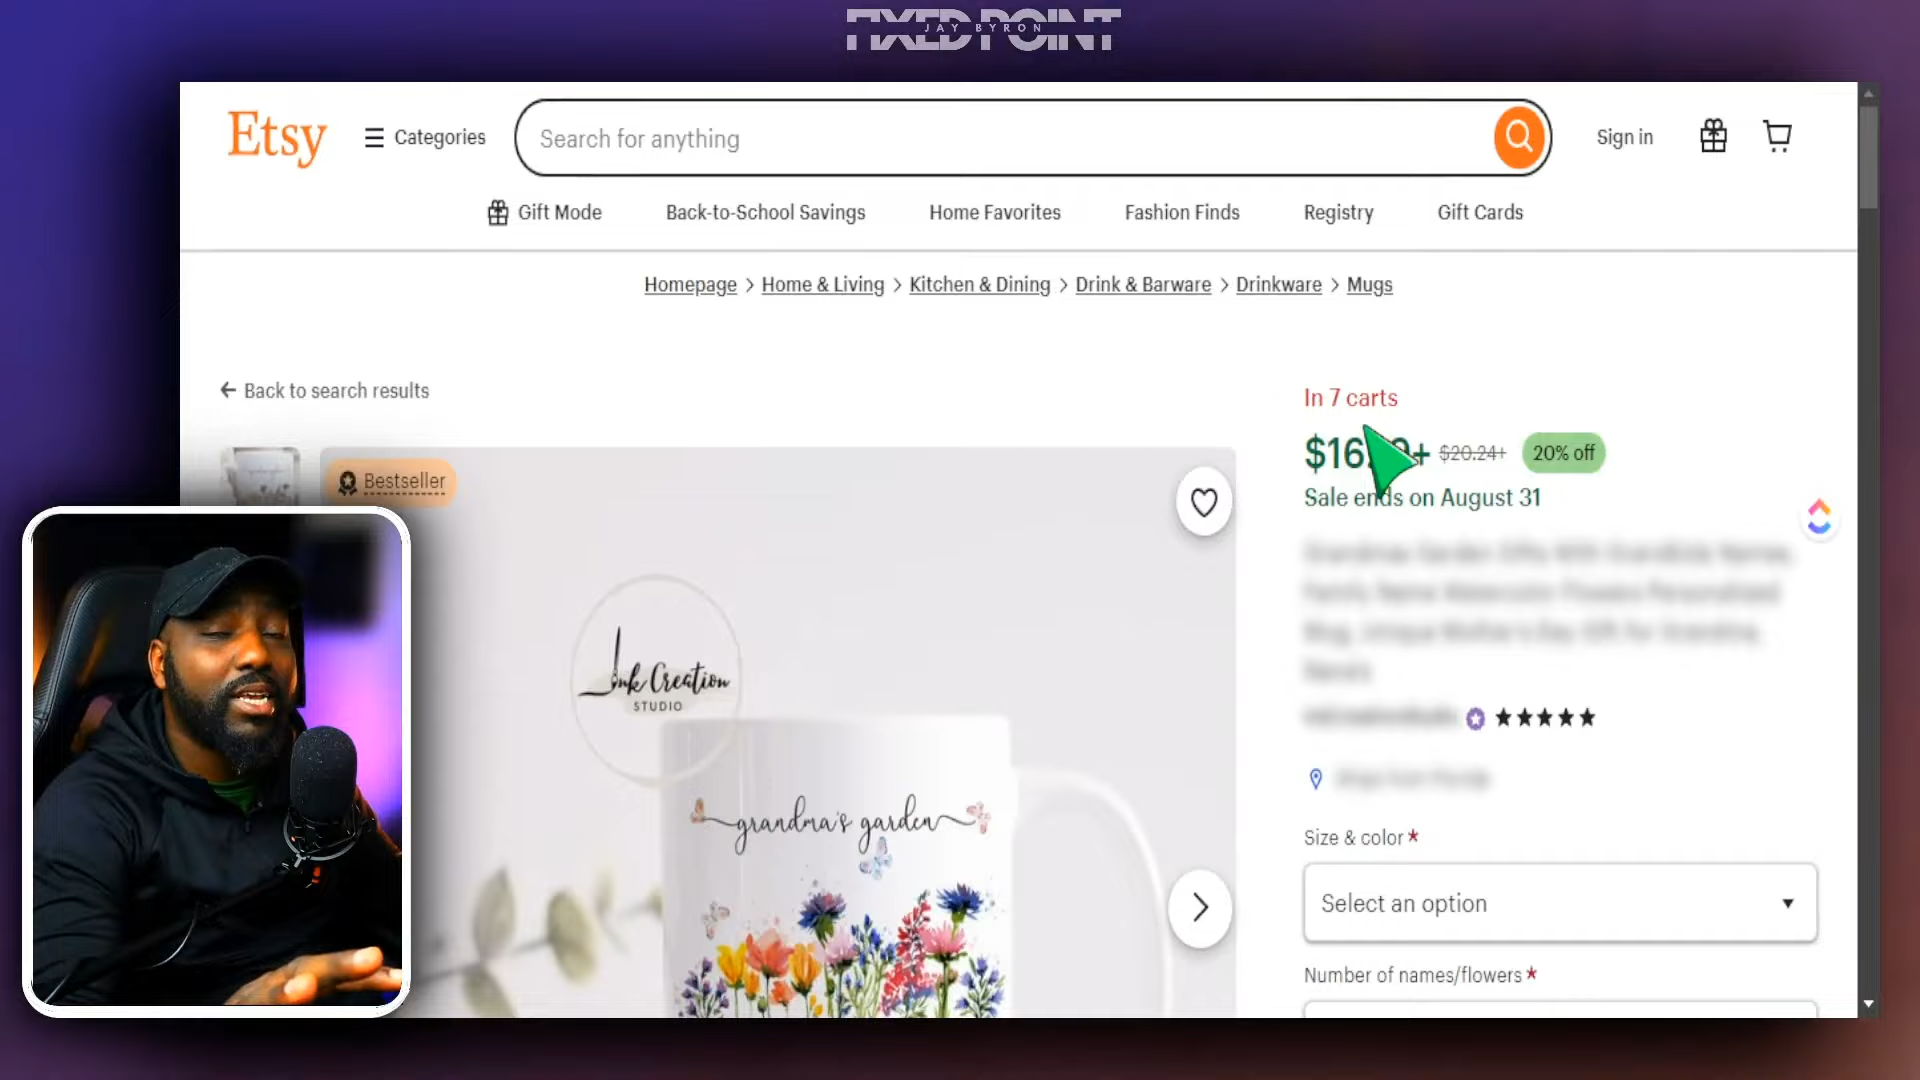 FIXED POINT
JAY BYRON
Etsy
Categories
Search for anything
Sign in
Gift Mode
Back-to-School Savings
Home Favorites
Fashion Finds
Registry
Gift Cards
Homepage > Home & Living > Kitchen & Dining > Drink & Barware > Drinkware > Mugs
Back to search results
In 7 carts
$20.24+
20% off
Sale ends on August 31
Bestseller
Ink Creation
STUDIO
grandma's garden
Size & color *
Select an option
Number of names/flowers *